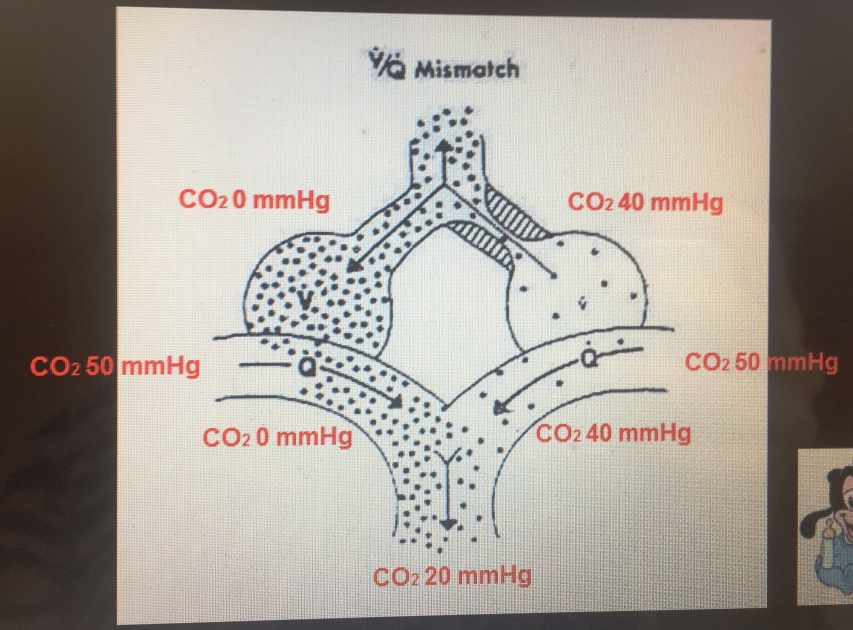 V̇/Q̇ Mismatch
CO₂ 0 mmHg
CO₂ 40 mmHg
V
v̇
CO₂ 50 mmHg
Q̇
Q̇
CO₂ 50 mmHg
CO₂ 0 mmHg
CO₂ 40 mmHg
CO₂ 20 mmHg